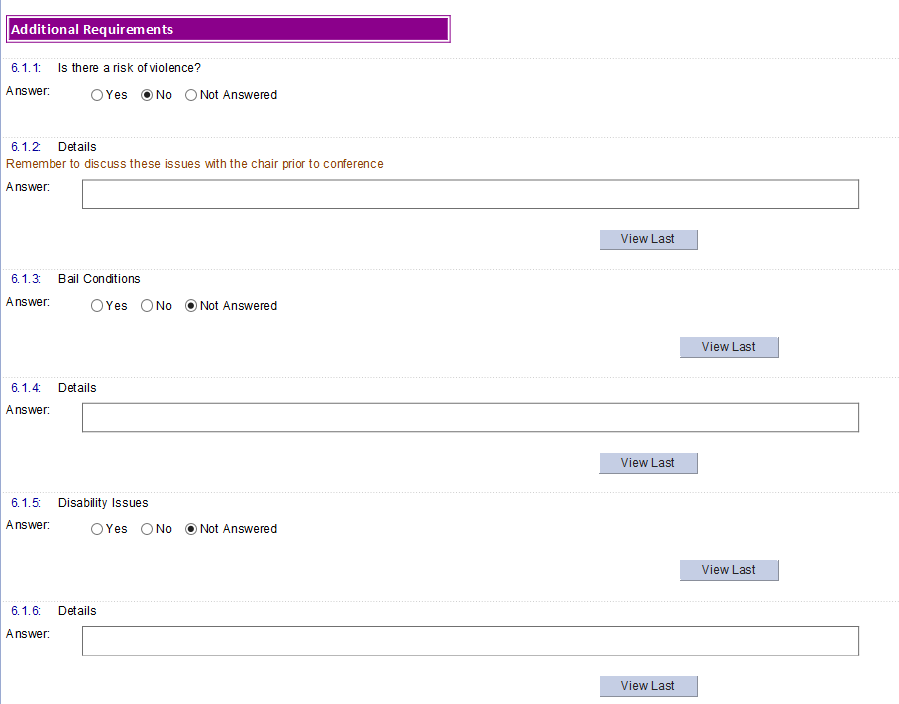 Additional Requirements
6.1.1: Is there a risk of violence?
Answer: Yes No Not Answered
6.1.2: Details
Remember to discuss these issues with the chair prior to conference
Answer:
View Last
6.1.3: Bail Conditions
Answer: Yes No Not Answered
View Last
6.1.4: Details
Answer:
View Last
6.1.5: Disability Issues
Answer: Yes No Not Answered
View Last
6.1.6: Details
Answer:
View Last